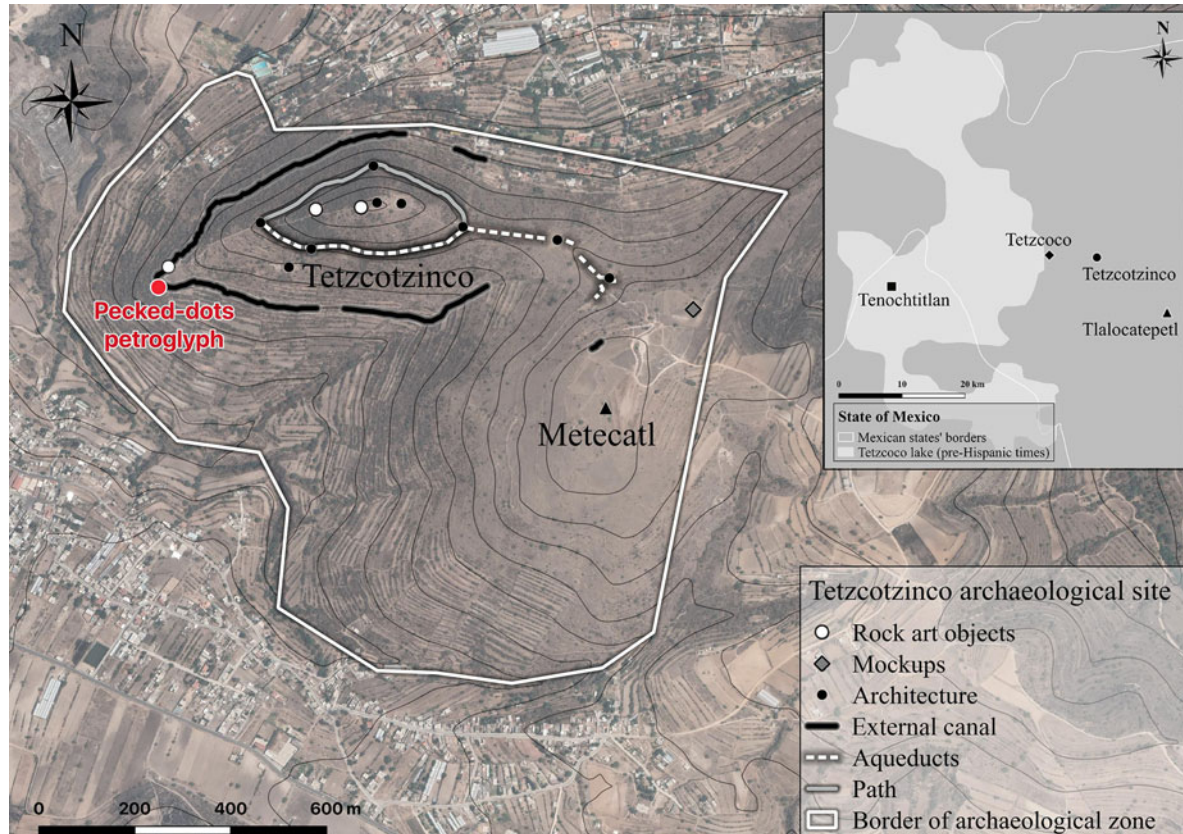 N
N
Tetzcoco
Tetzcotzinco
Tenochtitlan
Tlalocatepetl
0 10 20 km
State of Mexico
Mexican states' borders
Tetzcoco lake (pre-Hispanic times)
Tetzcotzinco
Pecked-dots
petroglyph
Metecatl
Tetzcotzinco archaeological site
Rock art objects
Mockups
Architecture
External canal
Aqueducts
Path
Border of archaeological zone
0 200 400 600 m